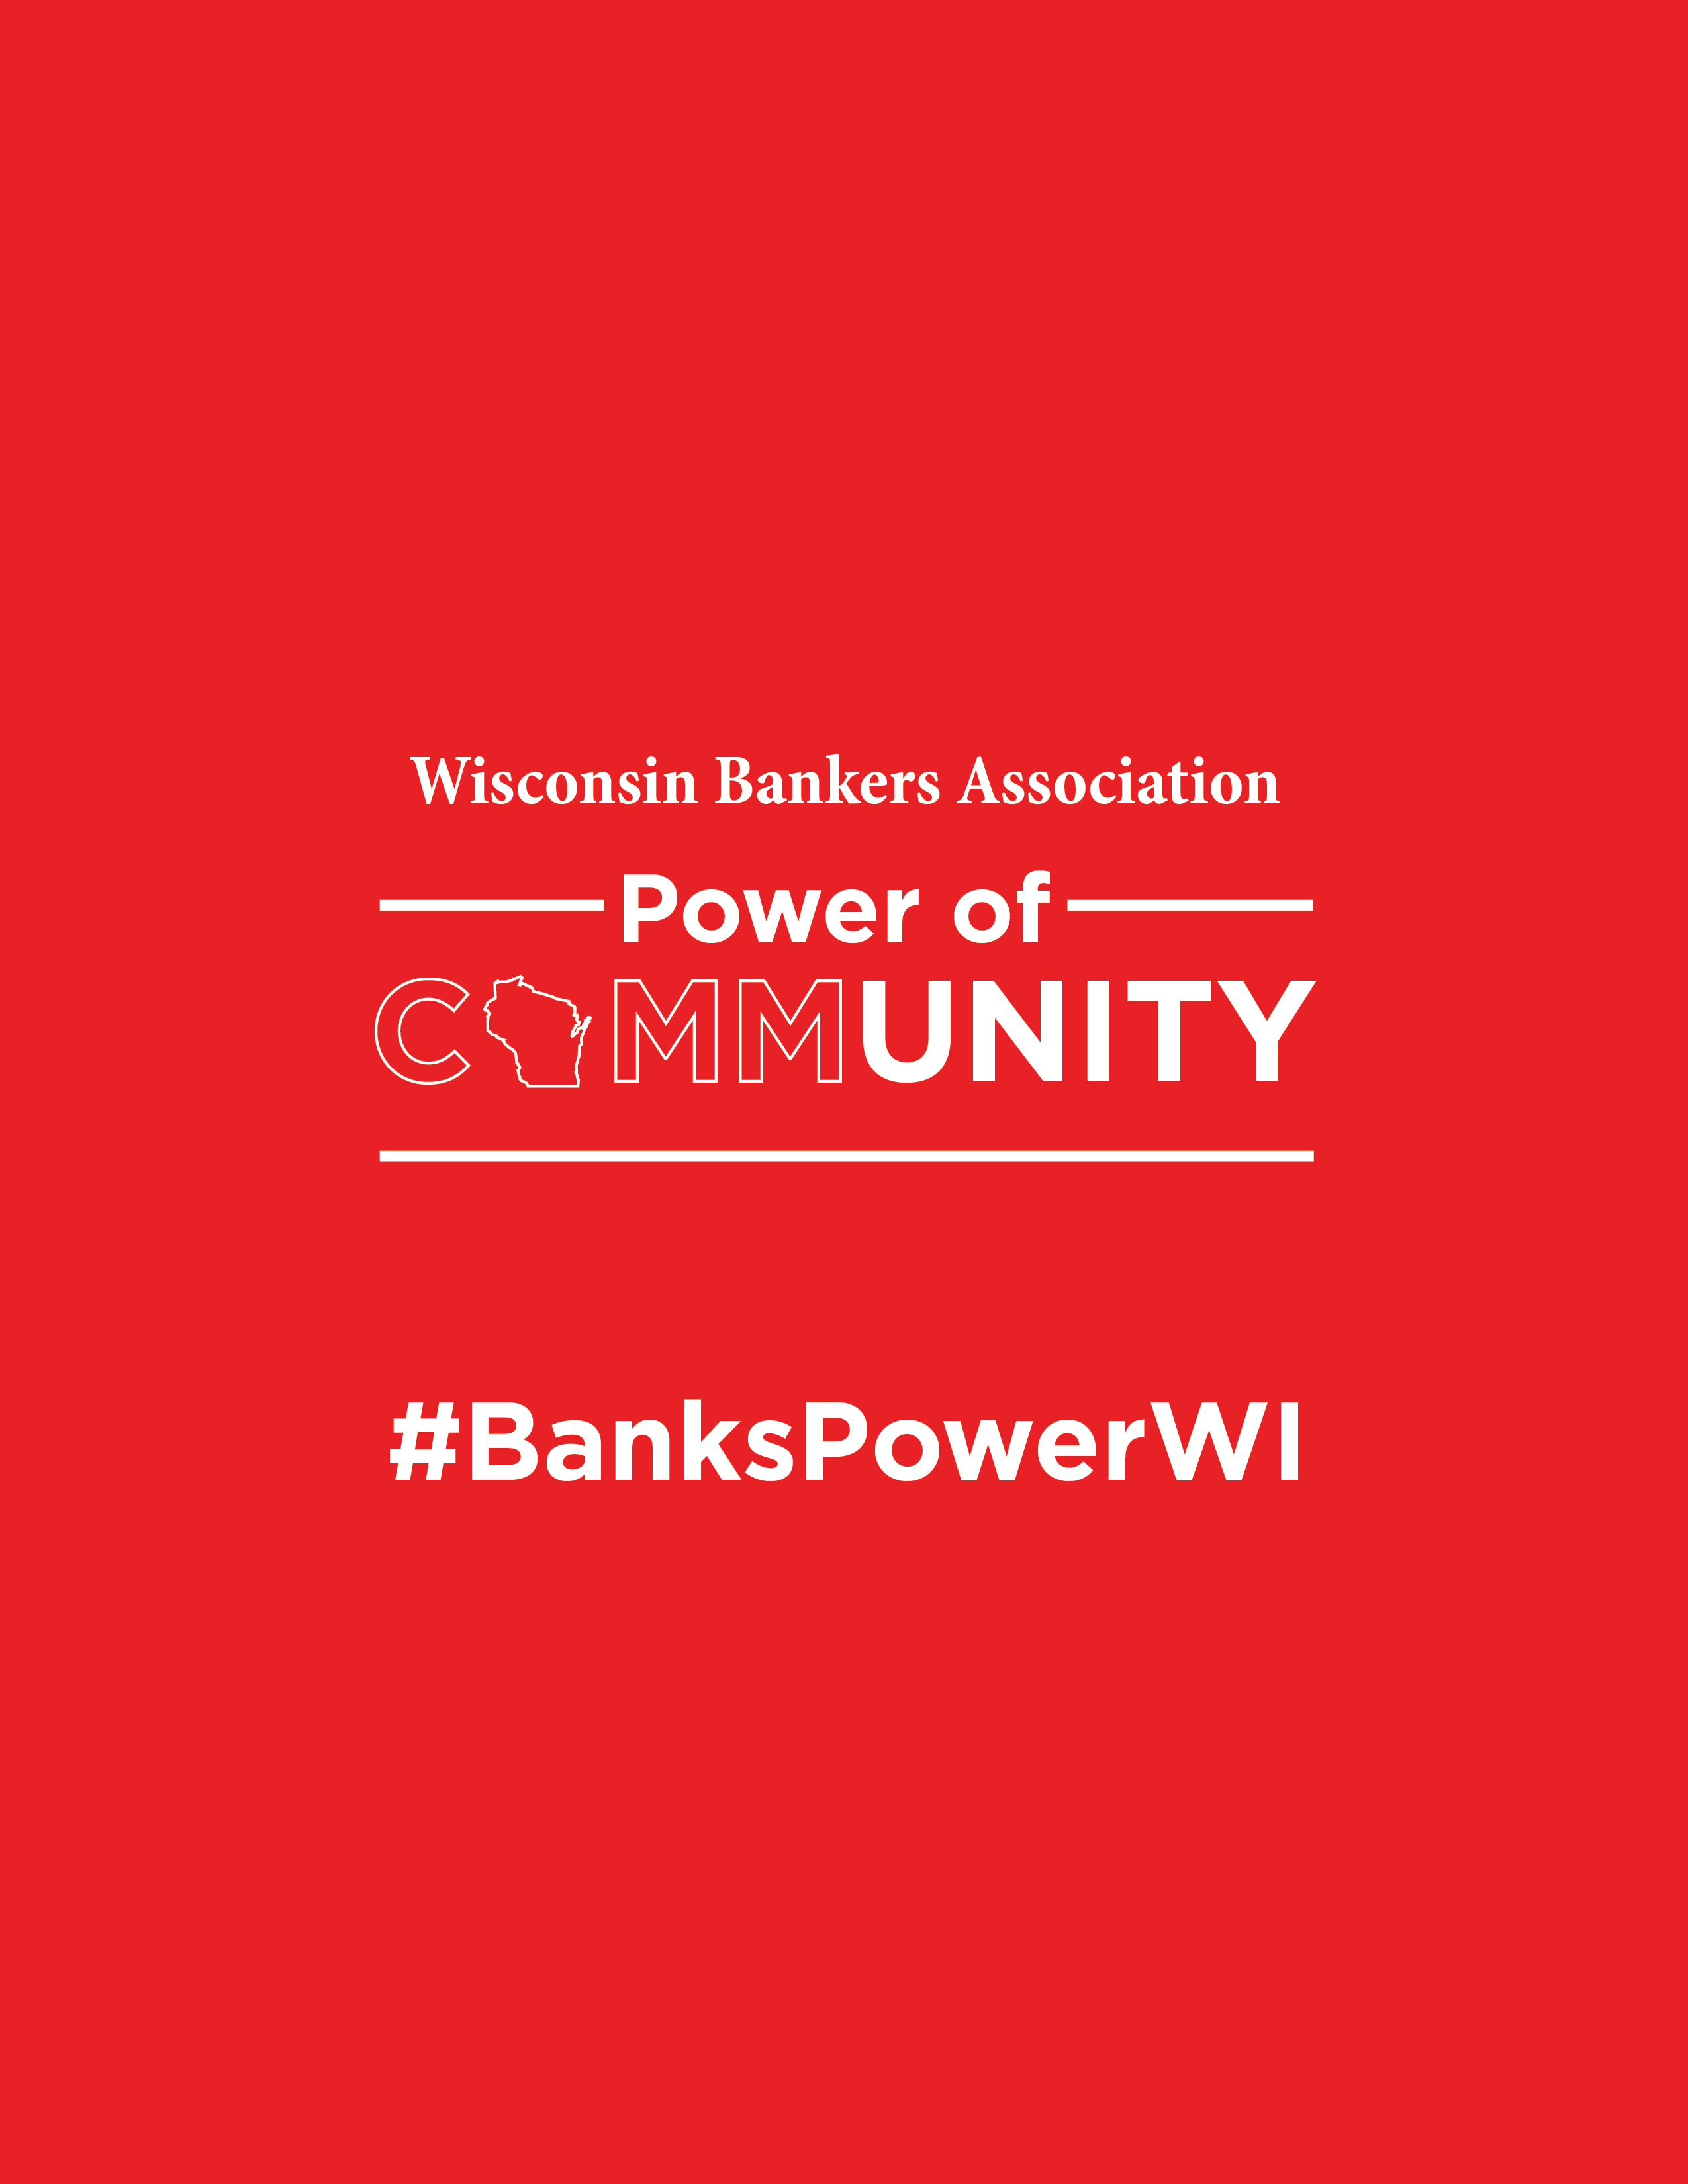 Wisconsin Bankers Association
Power of
COMMUNITY
#BanksPowerWI